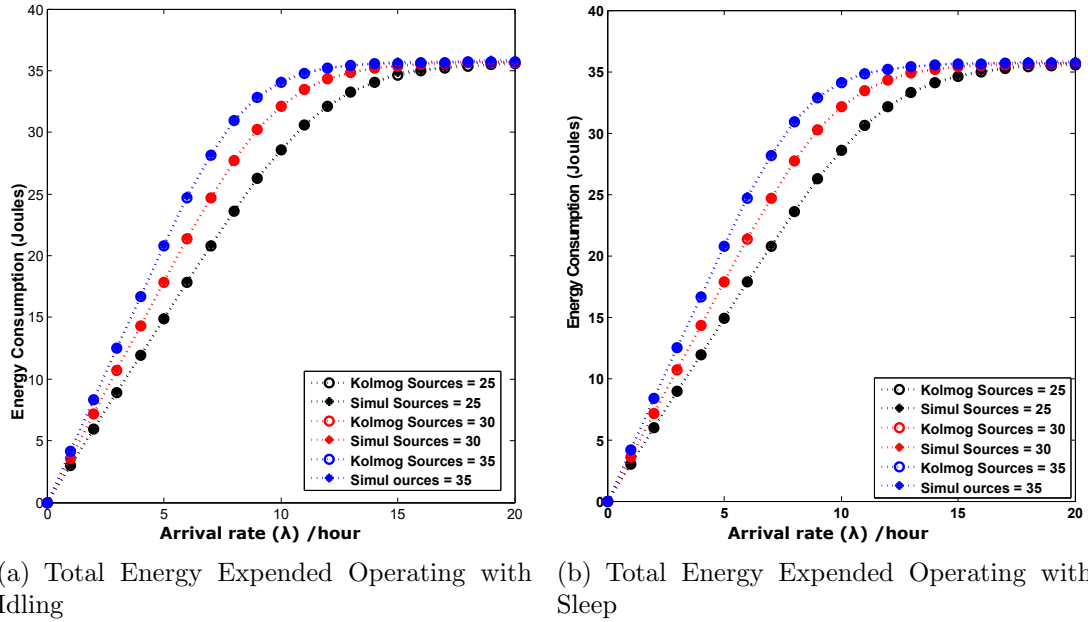 40
35
30
25
20
15
10
5
0
Energy Consumption (Joules)
Kolmog Sources = 25
Simul Sources = 25
Kolmog Sources = 30
Simul Sources = 30
Kolmog Sources = 35
Simul ources = 35
0 5 10 15 20
Arrival rate (λ) /hour
(a) Total Energy Expended Operating with
Idling
40
35
30
25
20
15
10
5
0
Energy Consumption (Joules)
Kolmog Sources = 25
Simul Sources = 25
Kolmog Sources = 30
Simul Sources = 30
Kolmog Sources = 35
Simul ources = 35
0 5 10 15 20
Arrival rate (λ) /hour
(b) Total Energy Expended Operating with
Sleep